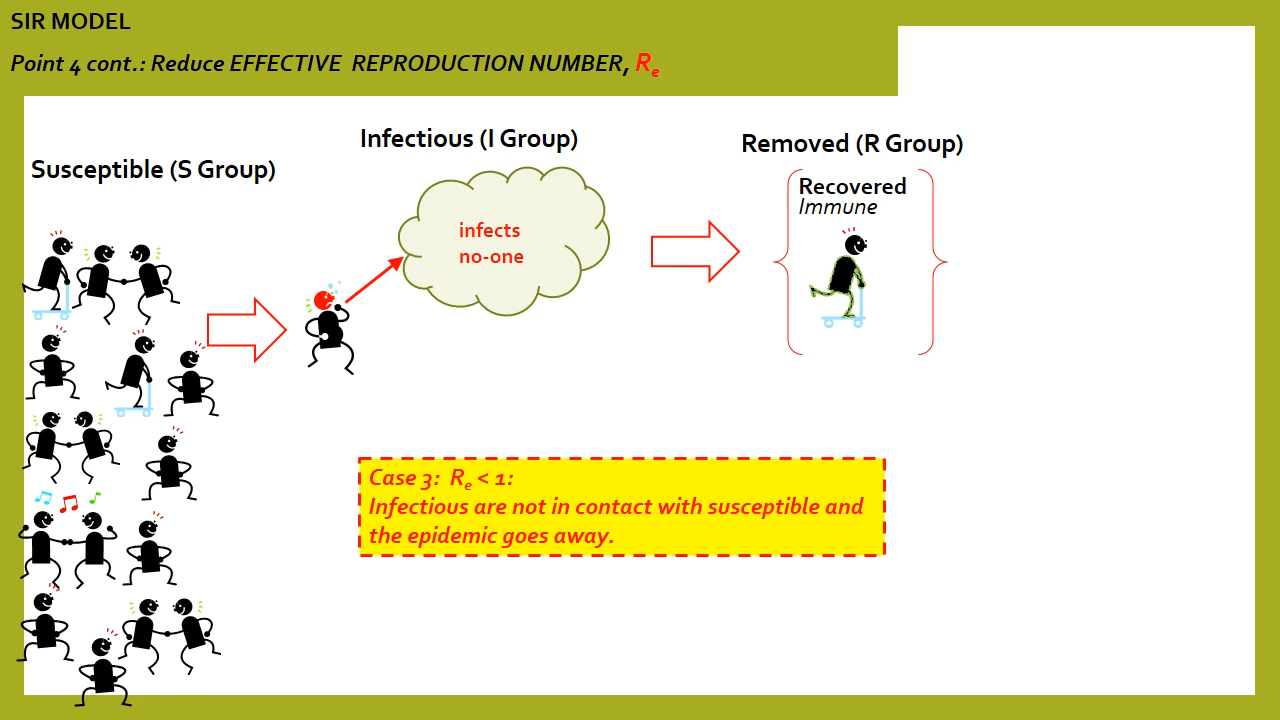 SIR MODEL
Point 4 cont.: Reduce EFFECTIVE REPRODUCTION NUMBER, Re
Infectious (I Group)
Removed (R Group)
Susceptible (S Group)
Recovered
Immune
infects
no-one
Case 3: Re < 1:
Infectious are not in contact with susceptible and
the epidemic goes away.